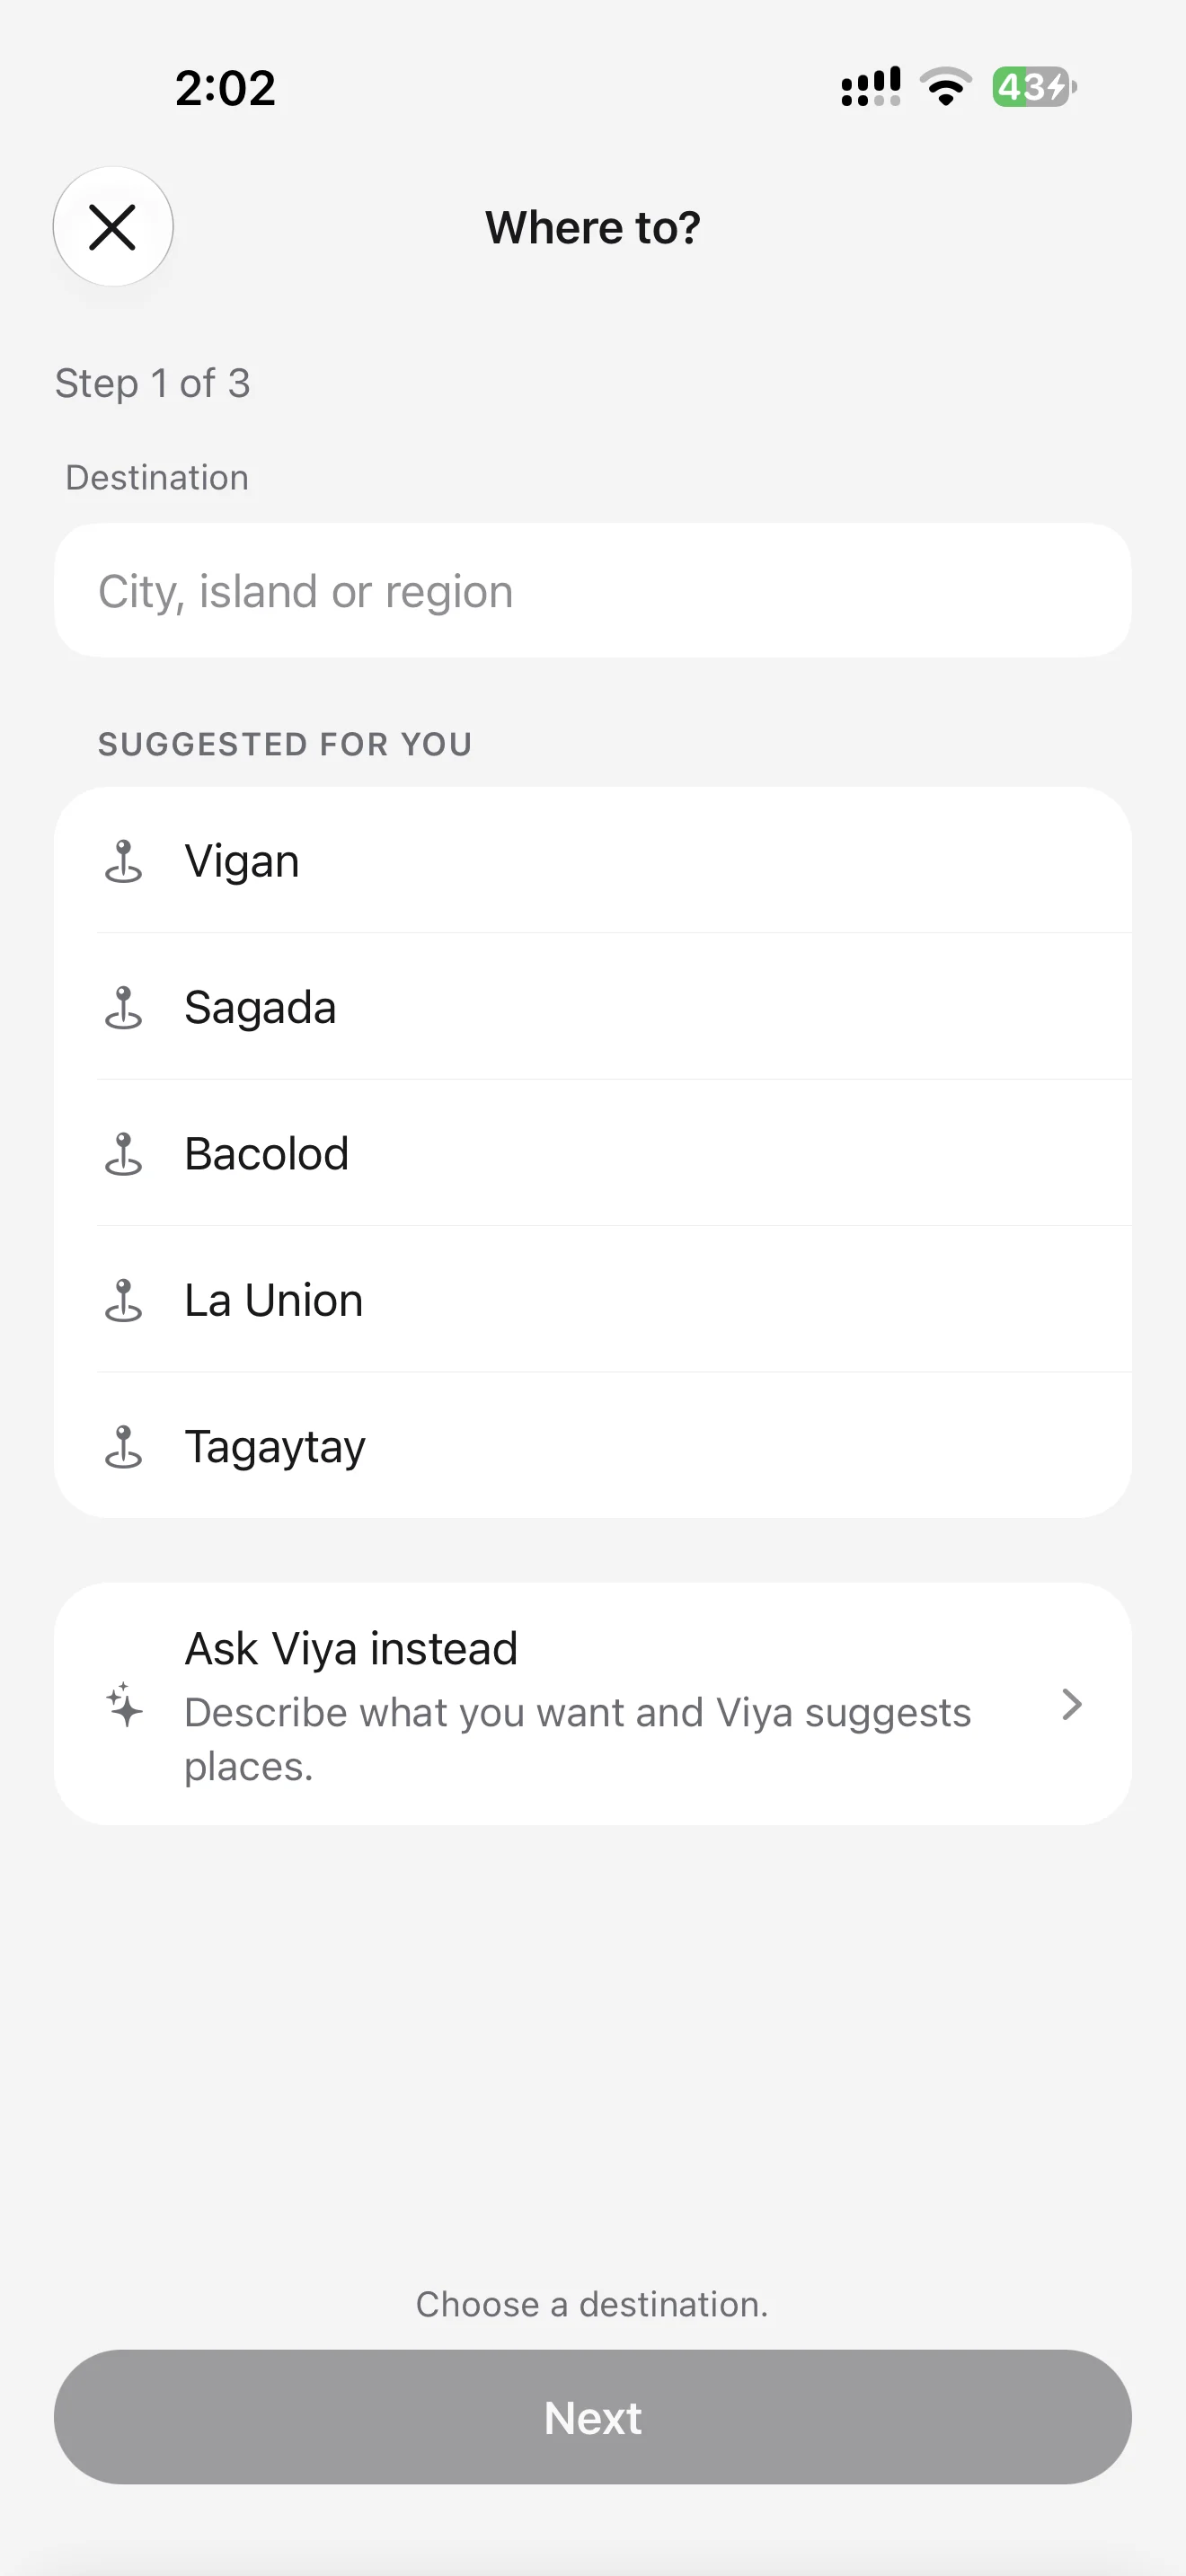 2:02
43
Where to?
Step 1 of 3
Destination
City, island or region
SUGGESTED FOR YOU
Vigan
Sagada
Bacolod
La Union
Tagaytay
Ask Viya instead
Describe what you want and Viya suggests
places.
Choose a destination.
Next